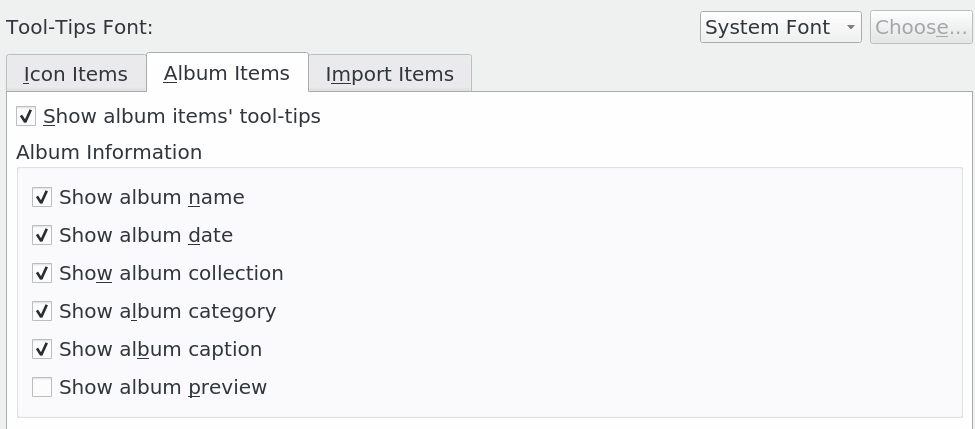 Tool-Tips Font: System Font Choose...
Icon Items Album Items Import Items
Show album items' tool-tips
Album Information
Show album name
Show album date
Show album collection
Show album category
Show album caption
Show album preview